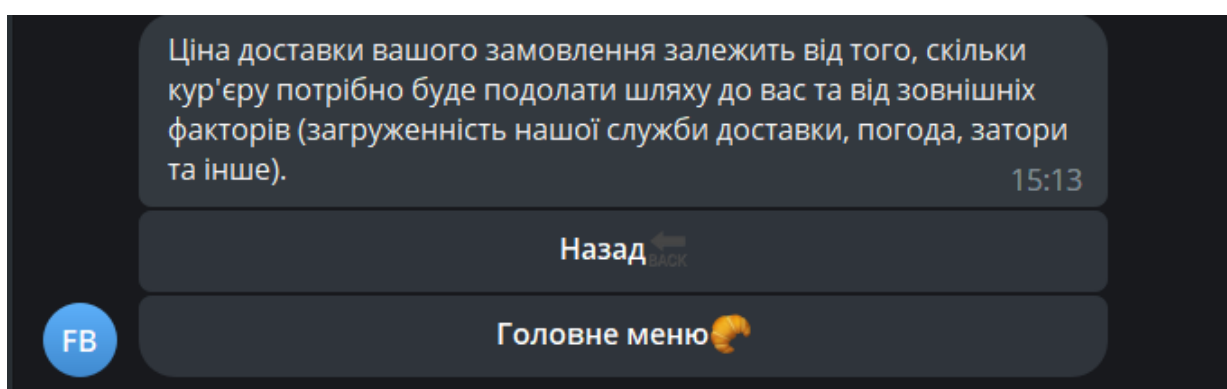 Ціна доставки вашого замовлення залежить від того, скільки
кур'єру потрібно буде подолати шляху до вас та від зовнішніх
факторів (загруженність нашої служби доставки, погода, затори
та інше).
15:13
Назад🔙
FB
Головне меню🥐